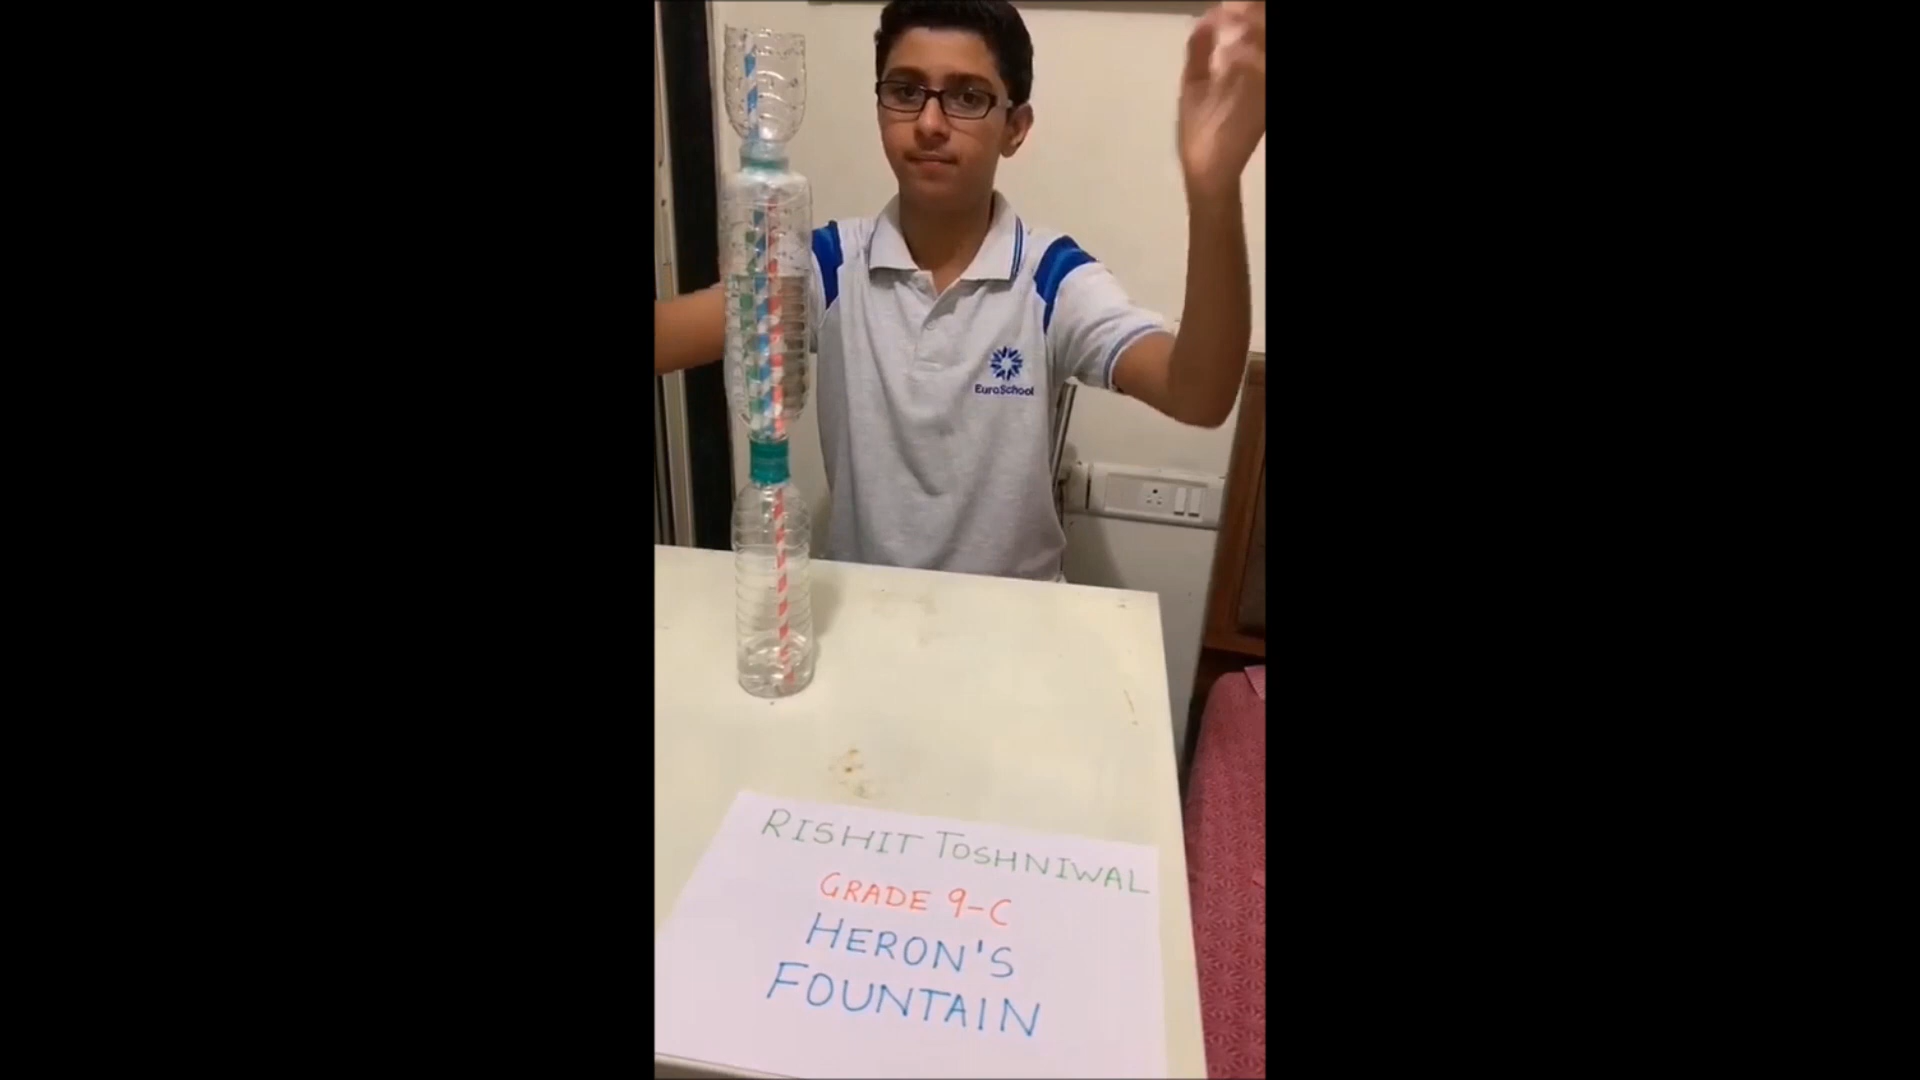 EuroSchool
RISHIT TOSHNIWAL
GRADE 9-C
HERON'S
FOUNTAIN